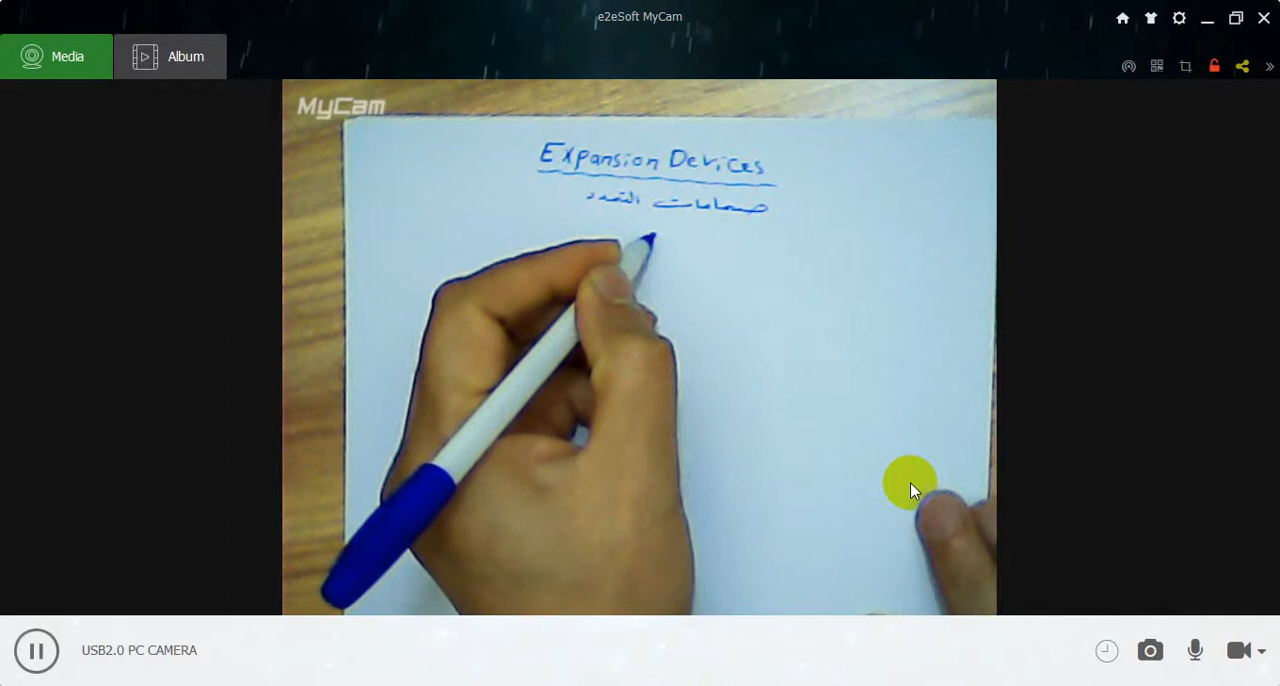 e2eSoft MyCam
Media
Album
MyCam
Expansion Devices
صمامات التمدد
USB2.0 PC CAMERA